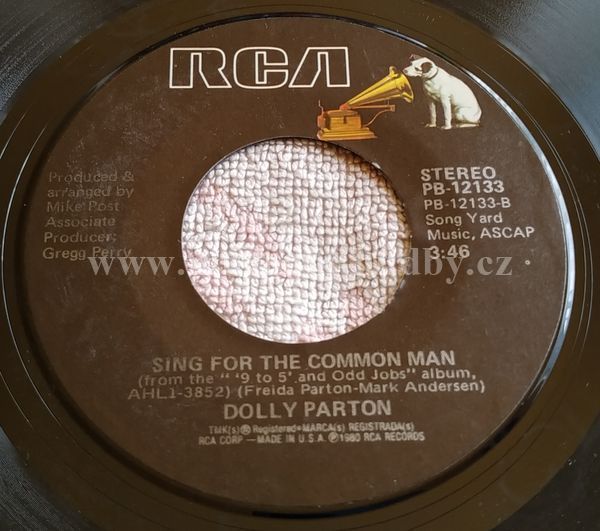 RCA
Produced &
arranged by
Mike Post
Associate
Producer:
Gregg Perry
STEREO
PB-12133
PB-12133-B
Song Yard
Music, ASCAP
3:46
SING FOR THE COMMON MAN
(from the " '9 to 5' and Odd Jobs" album,
AHL1-3852) (Freida Parton-Mark Andersen)
DOLLY PARTON
TMK(s) ® Registered • MARCA(s) REGISTRADA(s)
RCA CORP — MADE IN U.S.A. ℗ 1980 RCA RECORDS